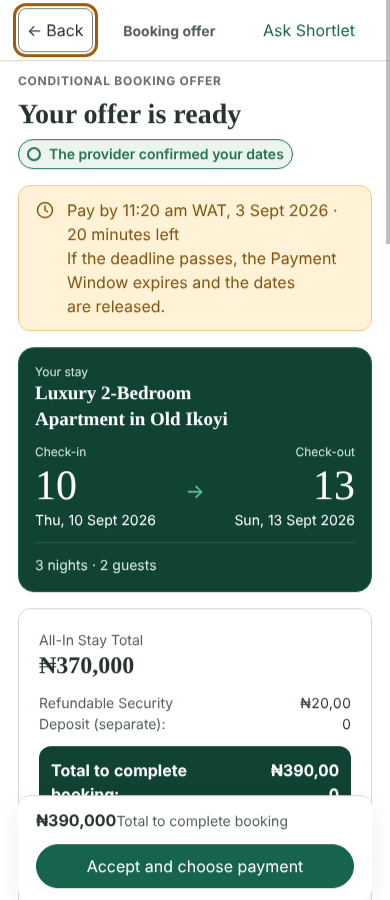 ← Back
Booking offer
Ask Shortlet
CONDITIONAL BOOKING OFFER
Your offer is ready
The provider confirmed your dates
Pay by 11:20 am WAT, 3 Sept 2026 ·
20 minutes left
If the deadline passes, the Payment
Window expires and the dates
are released.
Your stay
Luxury 2-Bedroom
Apartment in Old Ikoyi
Check-in
Check-out
10 → 13
Thu, 10 Sept 2026
Sun, 13 Sept 2026
3 nights · 2 guests
All-In Stay Total
₦370,000
Refundable Security
Deposit (separate):
₦20,00
0
Total to complete
booking:
₦390,00
0
₦390,000Total to complete booking
Accept and choose payment